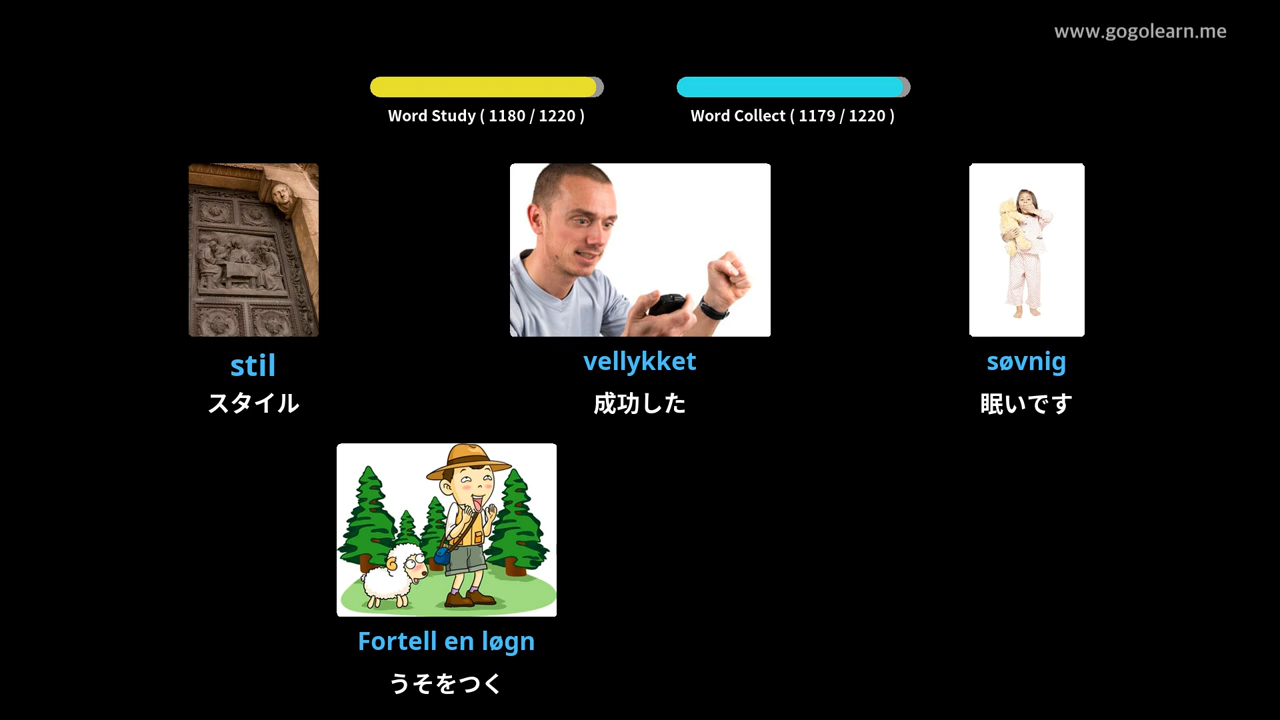 www.gogolearn.me
Word Study ( 1180 / 1220 )
Word Collect ( 1179 / 1220 )
stil
スタイル
vellykket
成功した
søvnig
眠いです
Fortell en løgn
うそをつく